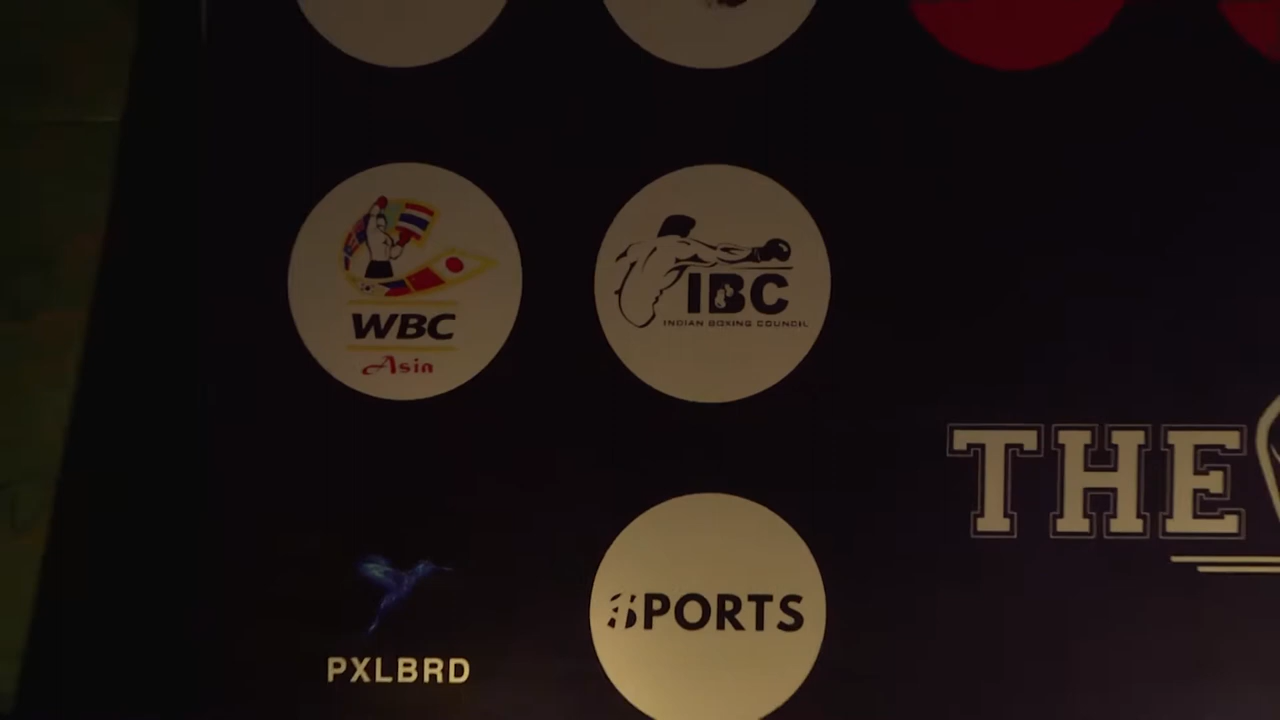 WBC
Asia
IBC
INDIAN BOXING COUNCIL
THE
SPORTS
PXLBRD